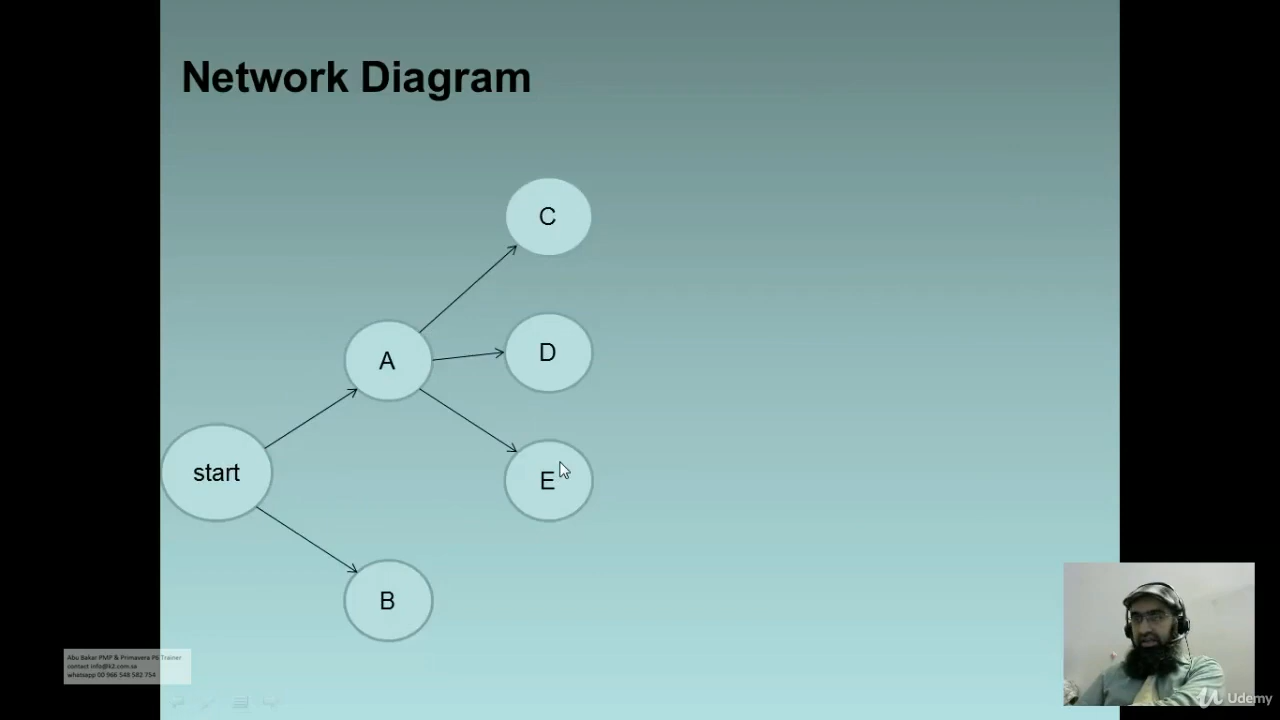 Network Diagram
C
A
D
start
E
B
Abu Bakar PMP & Primavera P6 Trainer
contact info@k2.com.sa
whatsapp 00 966 548 582 754
Udemy